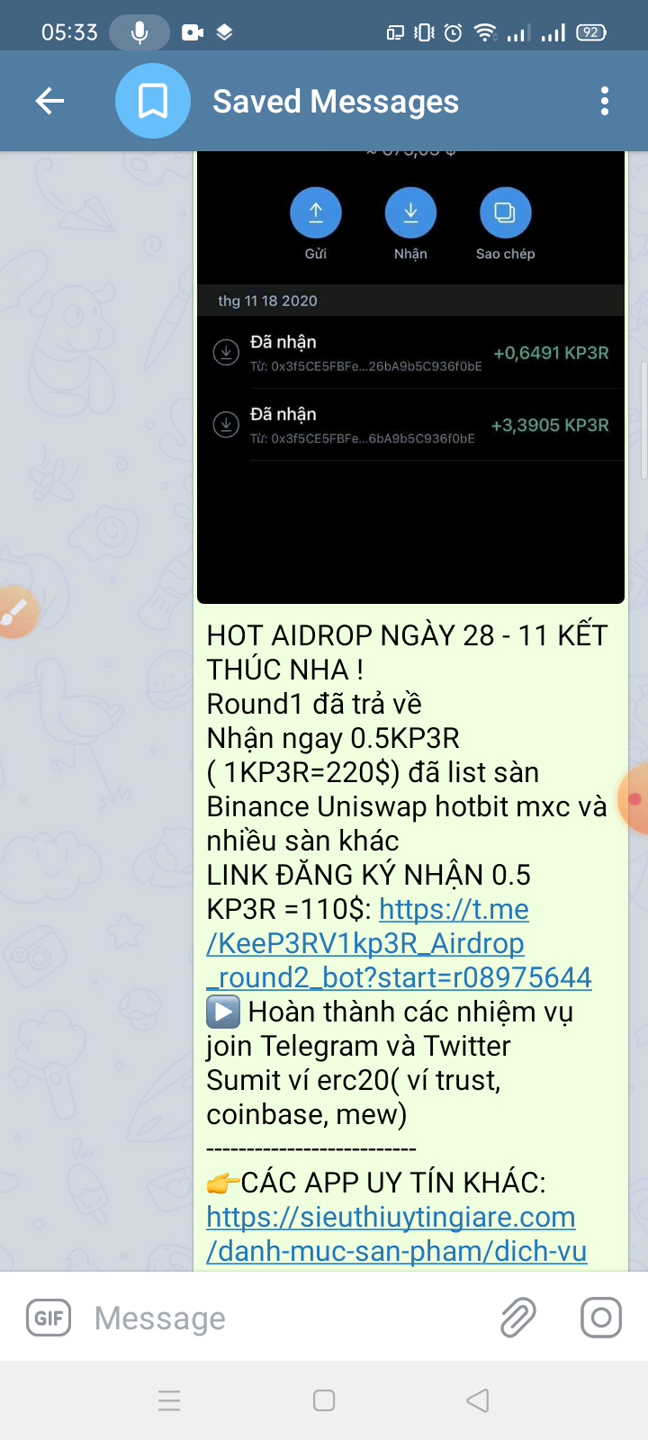 05:33
92
Saved Messages
Gửi
Nhận
Sao chép
thg 11 18 2020
Đã nhận
+0,6491 KP3R
Từ: 0x3f5CE5FBFe...26bA9b5C936f0bE
Đã nhận
+3,3905 KP3R
Từ: 0x3f5CE5FBFe...6bA9b5C936f0bE
HOT AIDROP NGÀY 28 - 11 KẾT
THÚC NHA !
Round1 đã trả về
Nhận ngay 0.5KP3R
( 1KP3R=220$) đã list sàn
Binance Uniswap hotbit mxc và
nhiều sàn khác
LINK ĐĂNG KÝ NHẬN 0.5
KP3R =110$: https://t.me
/KeeP3RV1kp3R_Airdrop
_round2_bot?start=r08975644
▶️ Hoàn thành các nhiệm vụ
join Telegram và Twitter
Sumit ví erc20( ví trust,
coinbase, mew)
--------------------------
👉CÁC APP UY TÍN KHÁC:
https://sieuthiuytingiare.com
/danh-muc-san-pham/dich-vu
GIF
Message